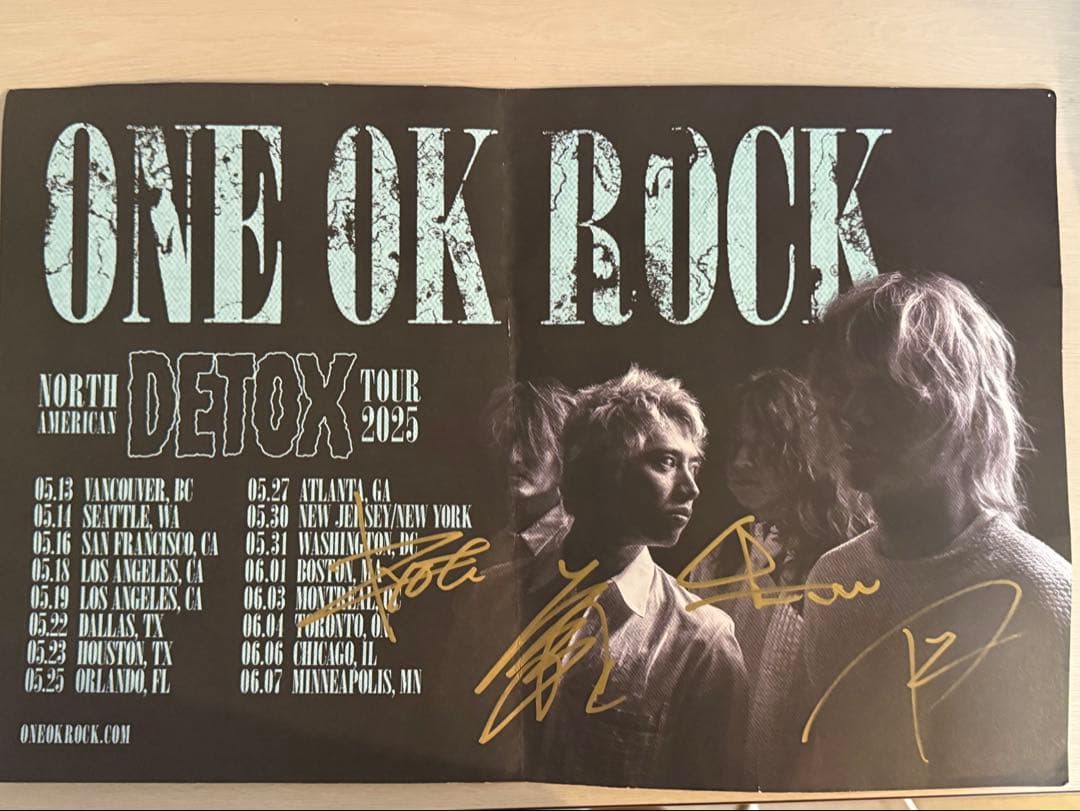 ONE OK ROCK
NORTH
AMERICAN
DETOX
TOUR
2025
05.13 VANCOUVER, BC
05.14 SEATTLE, WA
05.16 SAN FRANCISCO, CA
05.18 LOS ANGELES, CA
05.19 LOS ANGELES, CA
05.22 DALLAS, TX
05.23 HOUSTON, TX
05.25 ORLANDO, FL
05.27 ATLANTA, GA
05.30 NEW JERSEY/NEW YORK
05.31 WASHINGTON, DC
06.01 BOSTON,
06.03 MONTREAL,
06.04 TORONTO,
06.06 CHICAGO, IL
06.07 MINNEAPOLIS, MN
ONEOKROCK.COM